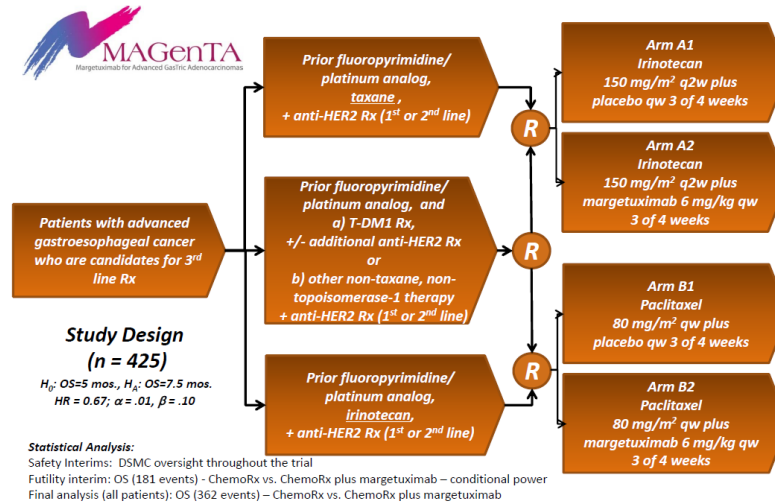 MAGenTA
Margetuximab for Advanced GasTric Adenocarcinomas
Patients with advanced
gastroesophageal cancer
who are candidates for 3rd
line Rx
Study Design
(n = 425)
H0: OS=5 mos., HA: OS=7.5 mos.
HR = 0.67; α = .01, β = .10
Prior fluoropyrimidine/
platinum analog,
taxane ,
+ anti-HER2 Rx (1st or 2nd line)
Prior fluoropyrimidine/
platinum analog, and
a) T-DM1 Rx,
+/- additional anti-HER2 Rx
or
b) other non-taxane, non-
topoisomerase-1 therapy
+ anti-HER2 Rx (1st or 2nd line)
Prior fluoropyrimidine/
platinum analog,
irinotecan,
+ anti-HER2 Rx (1st or 2nd line)
R
R
R
Arm A1
Irinotecan
150 mg/m2 q2w plus
placebo qw 3 of 4 weeks
Arm A2
Irinotecan
150 mg/m2 q2w plus
margetuximab 6 mg/kg qw
3 of 4 weeks
Arm B1
Paclitaxel
80 mg/m2 qw plus
placebo qw 3 of 4 weeks
Arm B2
Paclitaxel
80 mg/m2 qw plus
margetuximab 6 mg/kg qw
3 of 4 weeks
Statistical Analysis:
Safety Interims: DSMC oversight throughout the trial
Futility interim: OS (181 events) - ChemoRx vs. ChemoRx plus margetuximab – conditional power
Final analysis (all patients): OS (362 events) – ChemoRx vs. ChemoRx plus margetuximab